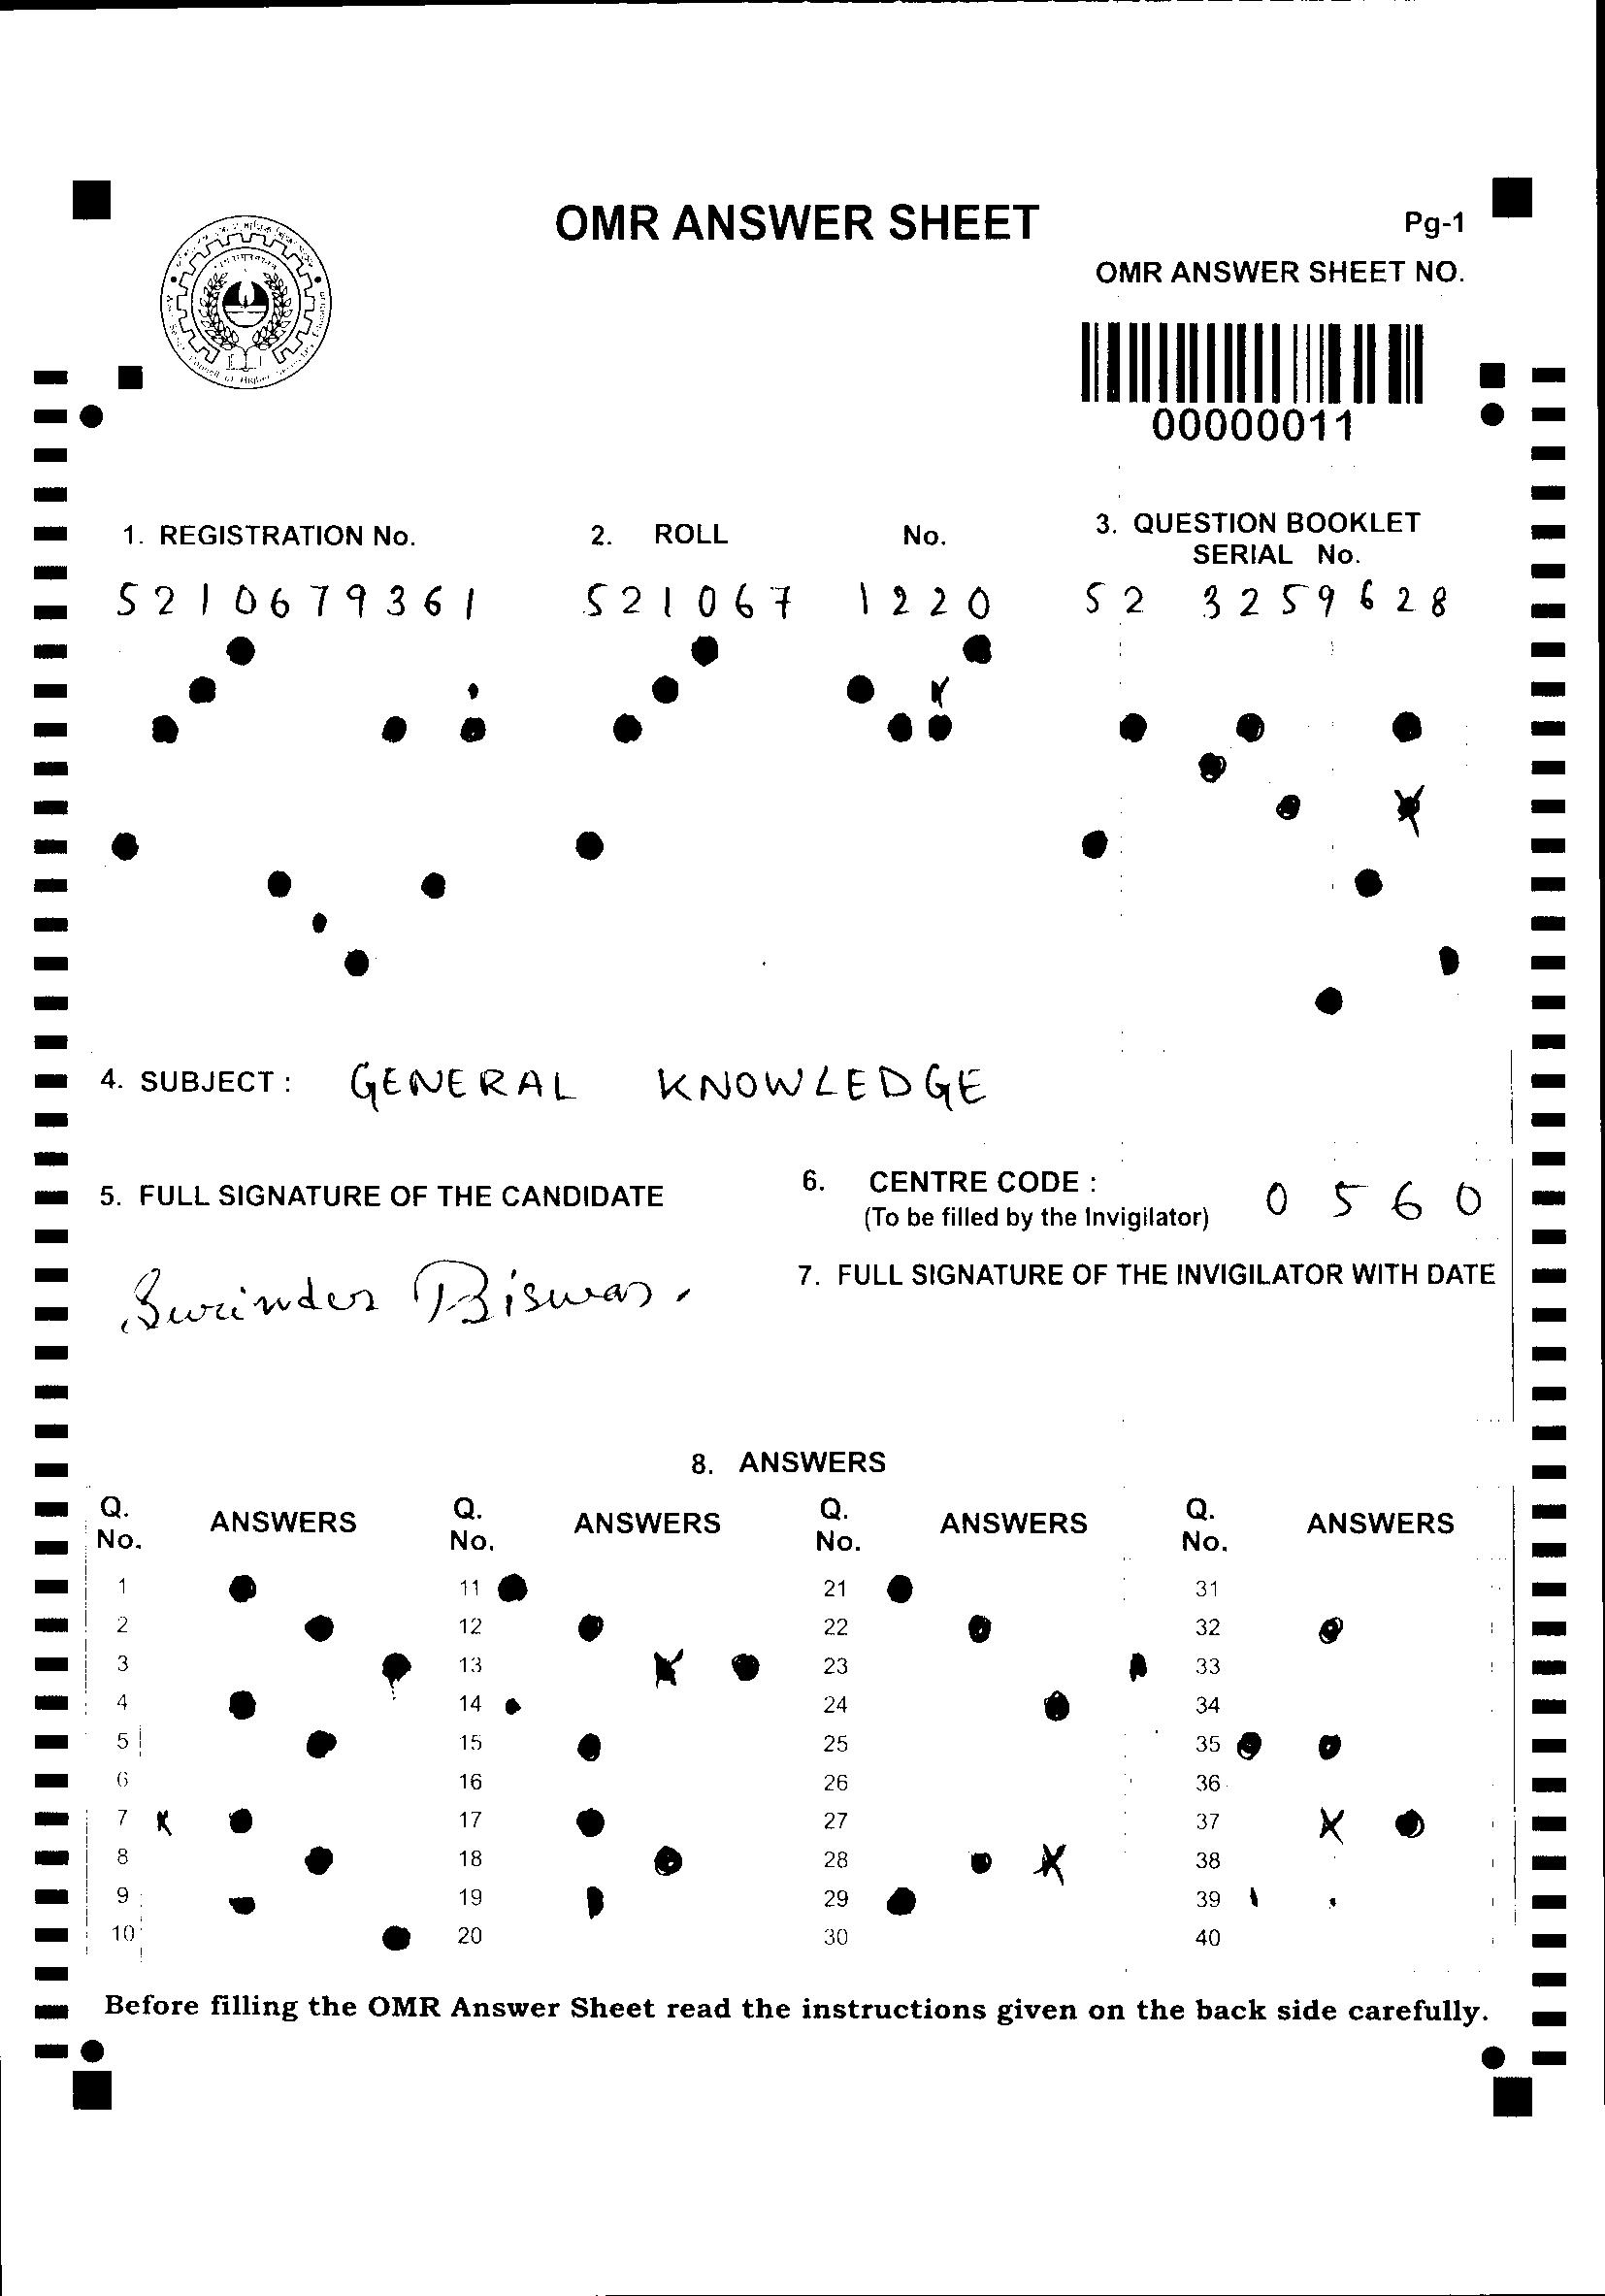 OMR ANSWER SHEET
Pg-1
OMR ANSWER SHEET NO.
00000011
1. REGISTRATION No. 2. ROLL No. 3. QUESTION BOOKLET
SERIAL No.
5210679361 521067 1220 52 3259628
4. SUBJECT : GENERAL KNOWLEDGE
5. FULL SIGNATURE OF THE CANDIDATE
6. CENTRE CODE : 0560
(To be filled by the Invigilator)
Surinder Biswas.
7. FULL SIGNATURE OF THE INVIGILATOR WITH DATE
8. ANSWERS
Q. No. ANSWERS Q. No. ANSWERS Q. No. ANSWERS Q. No. ANSWERS
1 11 21 31
2 12 22 32
3 13 23 33
4 14 24 34
5 15 25 35
6 16 26 36
7 17 27 37
8 18 28 38
9 19 29 39
10 20 30 40
Before filling the OMR Answer Sheet read the instructions given on the back side carefully.